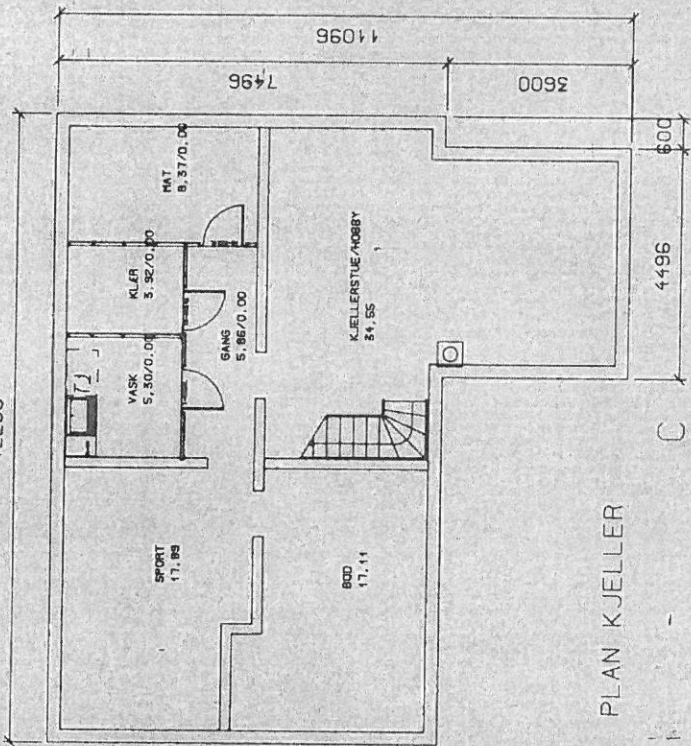 11096
7496
3600
600
4496
MAT
8,37/0.00
KLÆR
3,92/0.00
VASK
5,30/0.00
GANG
5,86/0.00
KJELLERSTUE/HOBBY
34,55
SPORT
17.89
BOD
17.11
PLAN KJELLER